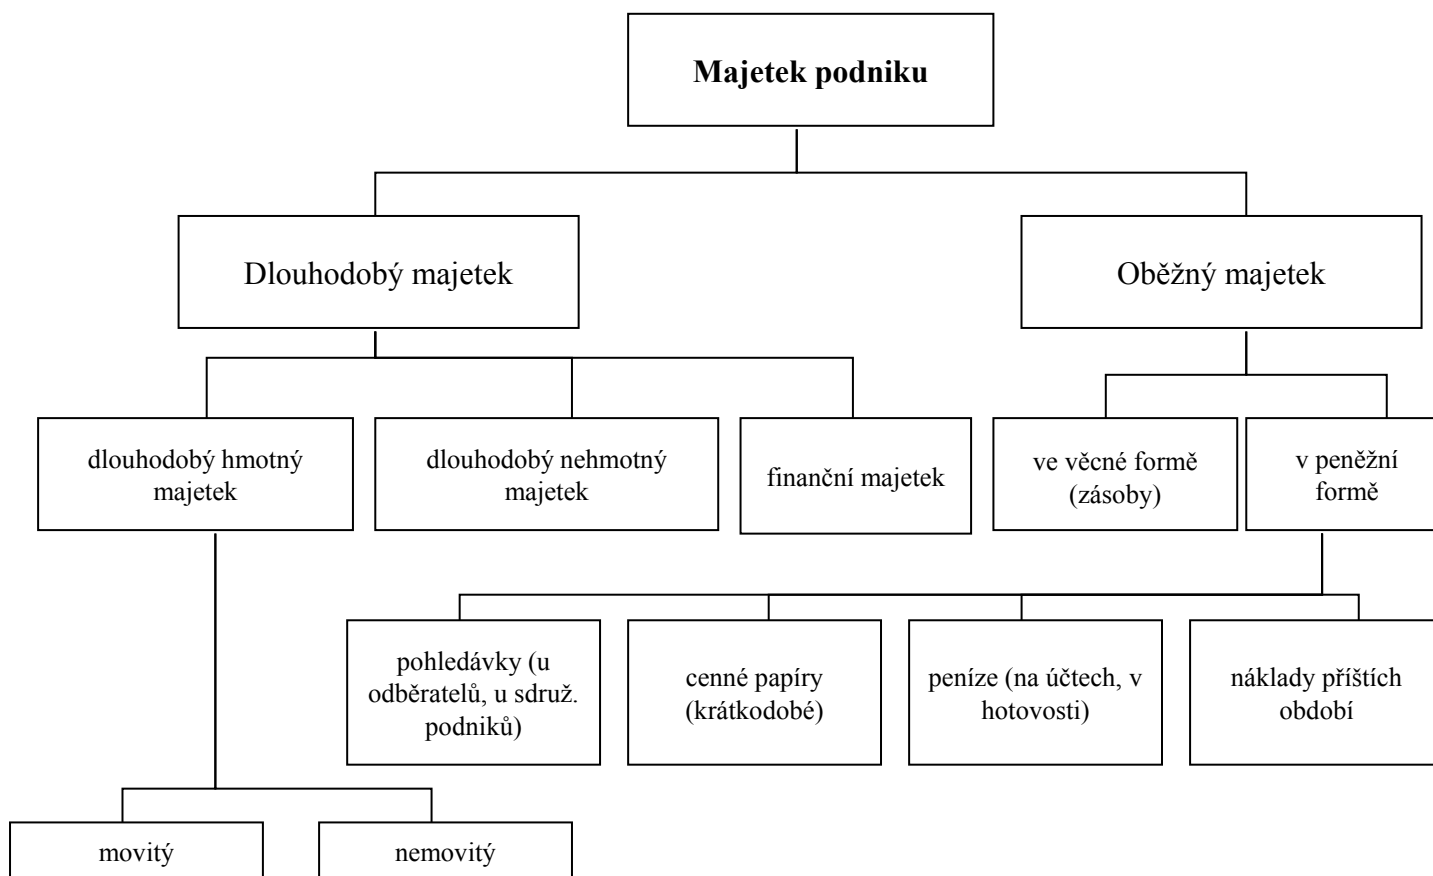 Majetek podniku
Dlouhodobý majetek
Oběžný majetek
dlouhodobý hmotný
majetek
dlouhodobý nehmotný
majetek
finanční majetek
ve věcné formě
(zásoby)
v peněžní
formě
pohledávky (u
odběratelů, u sdruž.
podniků)
cenné papíry
(krátkodobé)
peníze (na účtech, v
hotovosti)
náklady příštích
období
movitý
nemovitý